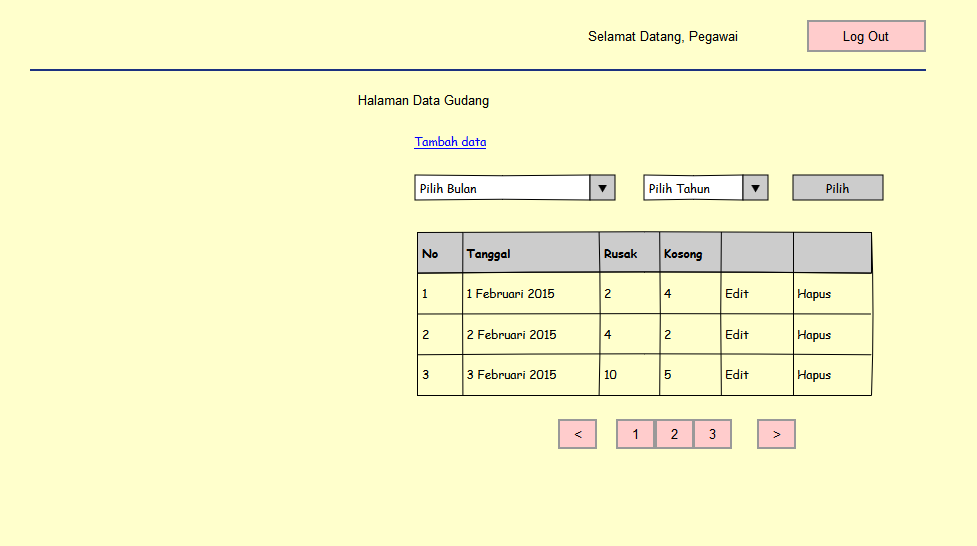 Selamat Datang, Pegawai Log Out
Halaman Data Gudang
Tambah data
Pilih Bulan ▼ Pilih Tahun ▼ Pilih
No Tanggal Rusak Kosong
1 1 Februari 2015 2 4 Edit Hapus
2 2 Februari 2015 4 2 Edit Hapus
3 3 Februari 2015 10 5 Edit Hapus
< 1 2 3 >